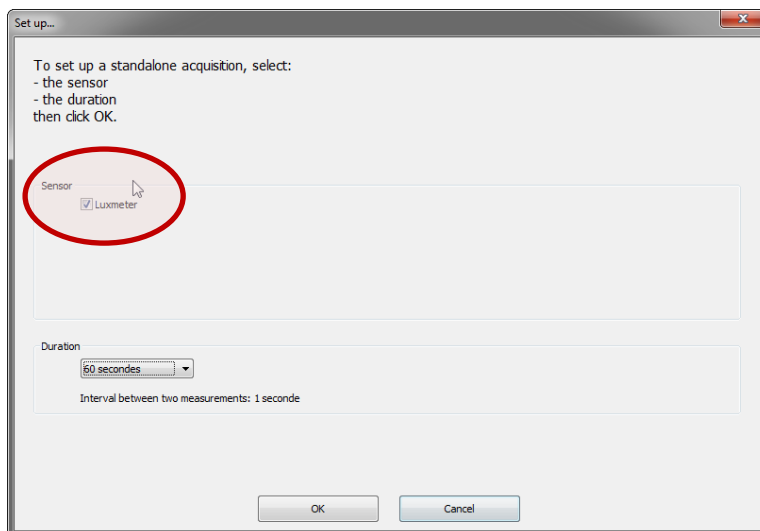 Set up...
To set up a standalone acquisition, select:
- the sensor
- the duration
then click OK.
Sensor
Luxmeter
Duration
60 secondes
Interval between two measurements: 1 seconde
OK
Cancel